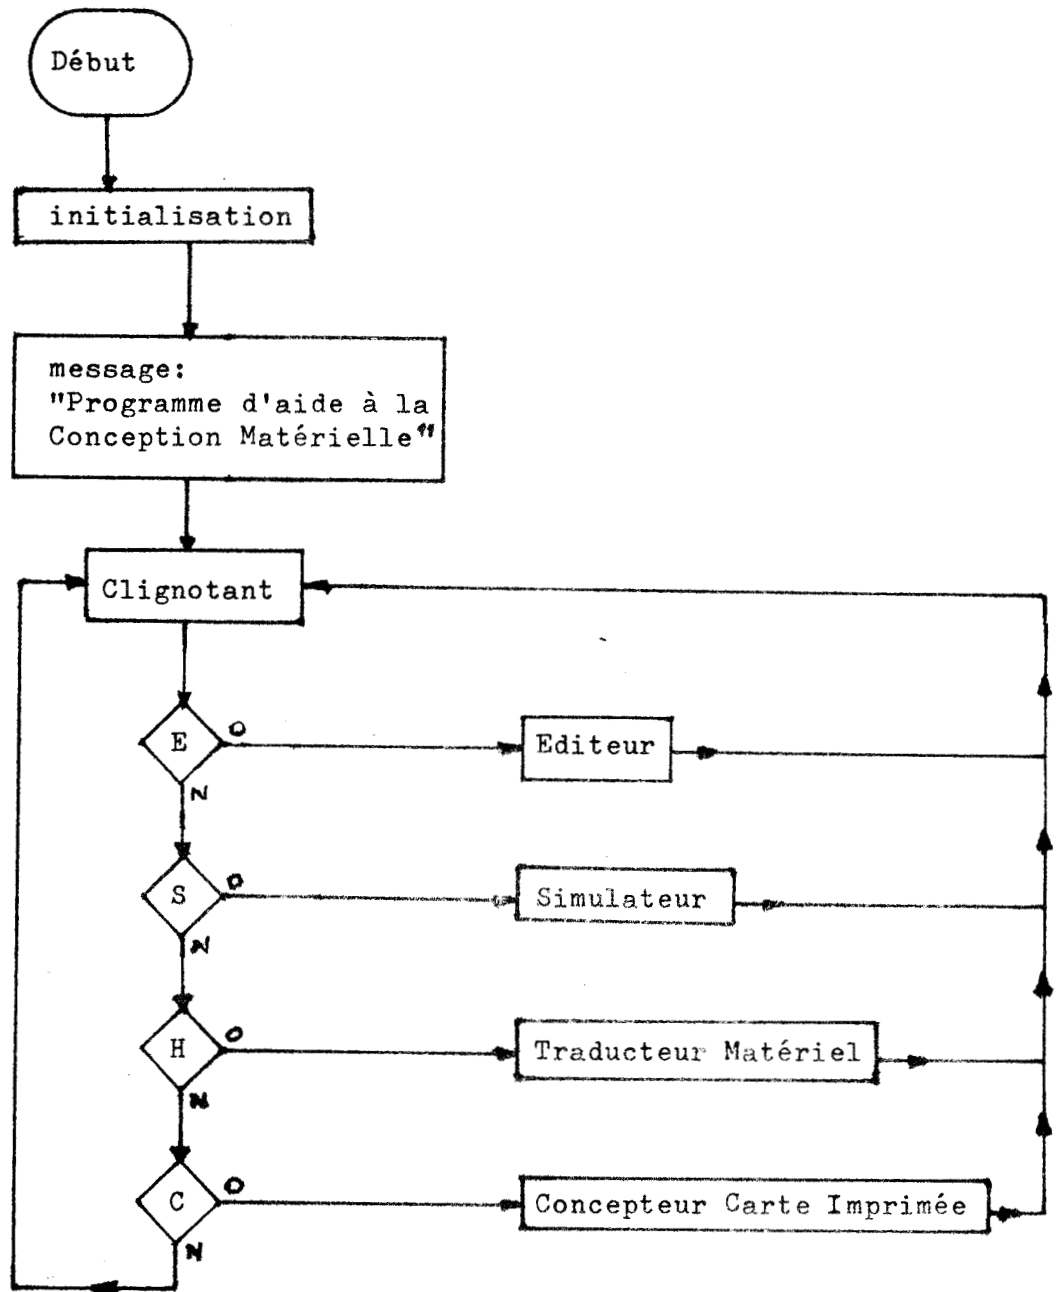 Début
initialisation
message:
"Programme d'aide à la
Conception Matérielle"
Clignotant
E
O
Editeur
N
S
O
Simulateur
N
H
O
Traducteur Matériel
N
C
O
Concepteur Carte Imprimée
N